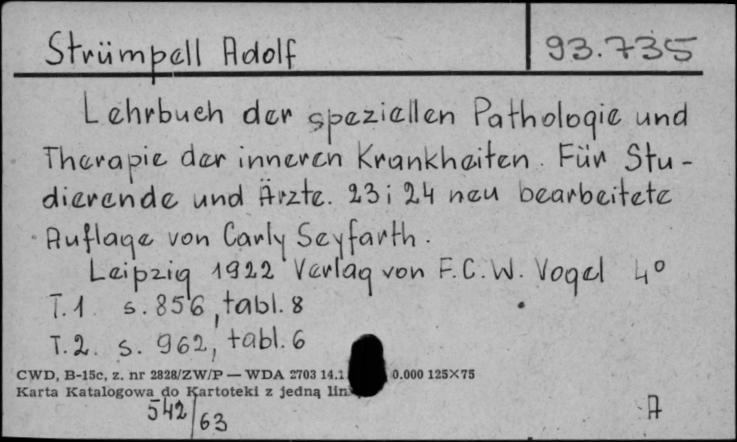 Strümpell Adolf 93.735
Lehrbuch der speziellen Pathologie und
Therapie der inneren Krankheiten. Für Stu-
dierende und Ärzte. 23 i 24 neu bearbeitete
Auflage von Carly Seyfarth.
Leipzig 1922 Verlag von F.C.W. Vogel 4°
T.1. s. 856, tabl. 8
T.2. s. 962, tabl. 6
CWD, B-15c, z. nr 2828/ZW/P — WDA 2703 14.1 0.000 125×75
Karta Katalogowa do Kartoteki z jedną
542/63 A